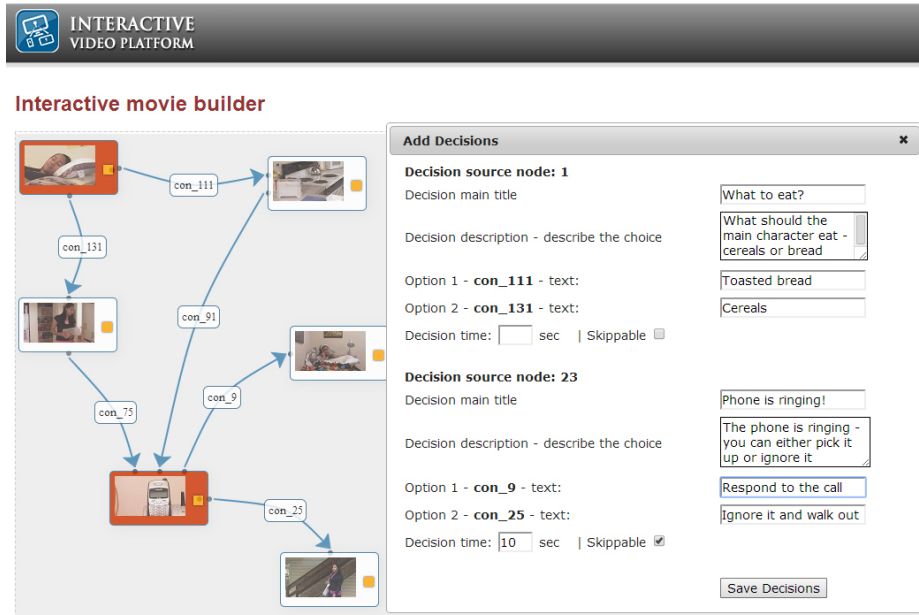 INTERACTIVE
VIDEO PLATFORM
Interactive movie builder
con_111
con_131
con_91
con_9
con_75
con_25
Add Decisions
Decision source node: 1
Decision main title
What to eat?
Decision description - describe the choice
What should the
main character eat -
cereals or bread
Option 1 - con_111 - text:
Toasted bread
Option 2 - con_131 - text:
Cereals
Decision time: sec | Skippable
Decision source node: 23
Decision main title
Phone is ringing!
Decision description - describe the choice
The phone is ringing -
you can either pick it
up or ignore it
Option 1 - con_9 - text:
Respond to the call
Option 2 - con_25 - text:
Ignore it and walk out
Decision time: 10 sec | Skippable
Save Decisions